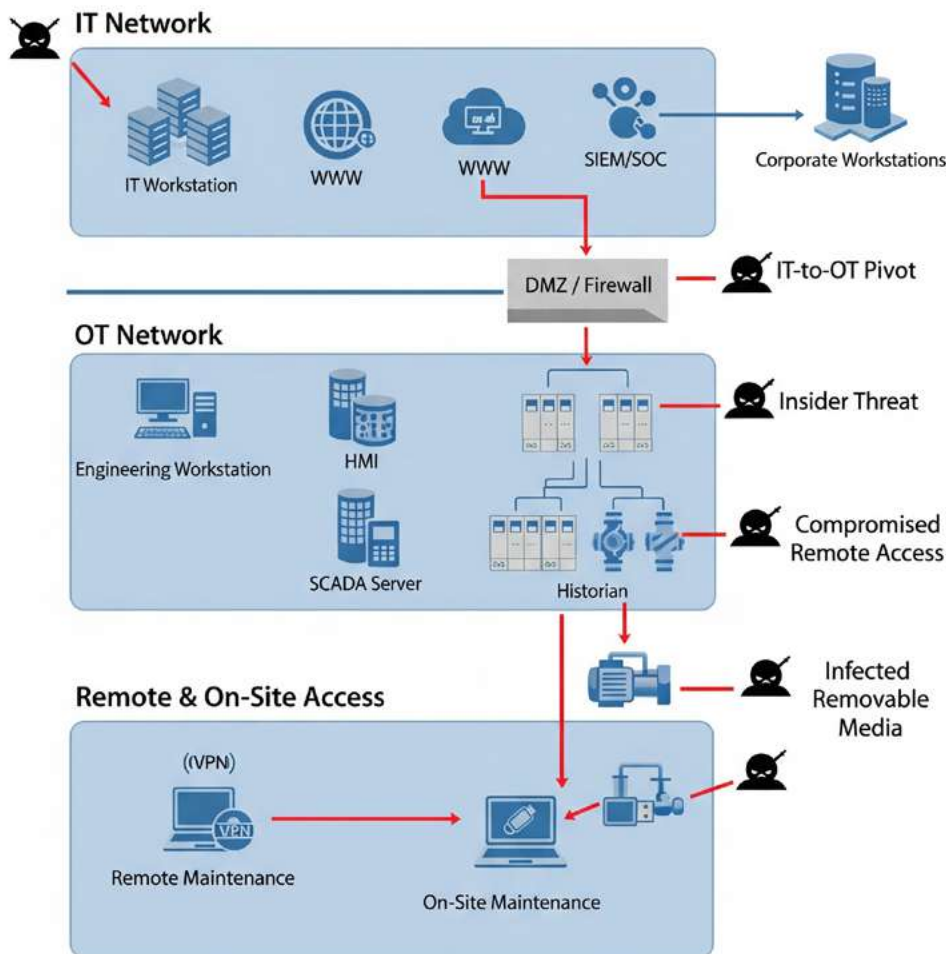 IT Network
IT Workstation
WWW
WWW
SIEM/SOC
Corporate Workstations
DMZ / Firewall
IT-to-OT Pivot
OT Network
Engineering Workstation
HMI
SCADA Server
Historian
Insider Threat
Compromised
Remote Access
Infected
Removable
Media
Remote & On-Site Access
((VPN)
VPN
Remote Maintenance
On-Site Maintenance